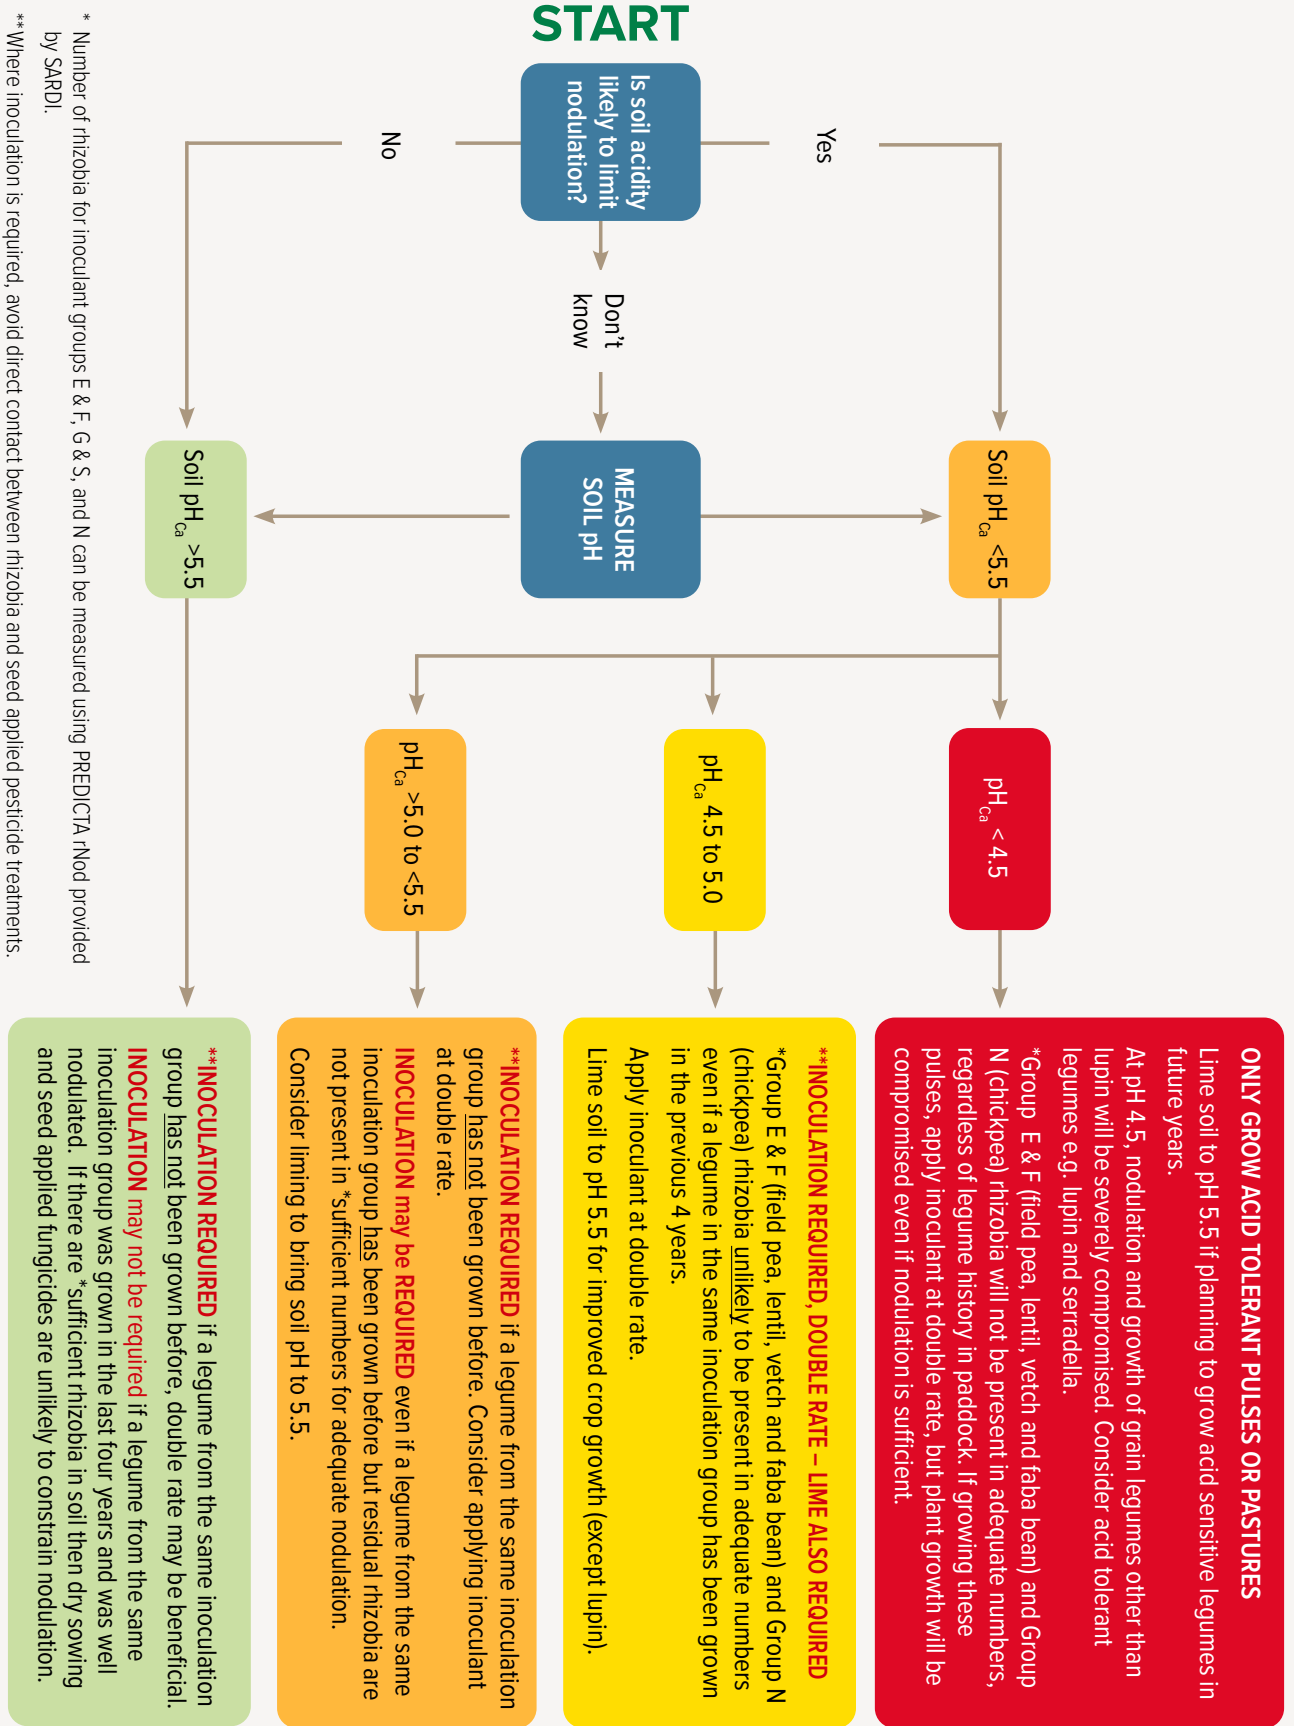 START
Is soil acidity
likely to limit
nodulation?
Yes
No
Don't
know
MEASURE
SOIL pH
Soil pHCa <5.5
Soil pHCa >5.5
pHCa < 4.5
pHCa 4.5 to 5.0
pHCa >5.0 to <5.5
ONLY GROW ACID TOLERANT PULSES OR PASTURES
Lime soil to pH 5.5 if planning to grow acid sensitive legumes in
future years.
At pH 4.5, nodulation and growth of grain legumes other than
lupin will be severely compromised. Consider acid tolerant
legumes e.g. lupin and serradella.
*Group E & F (field pea, lentil, vetch and faba bean) and Group
N (chickpea) rhizobia will not be present in adequate numbers,
regardless of legume history in paddock. If growing these
pulses, apply inoculant at double rate, but plant growth will be
compromised even if nodulation is sufficient.
**INOCULATION REQUIRED, DOUBLE RATE – LIME ALSO REQUIRED
*Group E & F (field pea, lentil, vetch and faba bean) and Group N
(chickpea) rhizobia unlikely to be present in adequate numbers
even if a legume in the same inoculation group has been grown
in the previous 4 years.
Apply inoculant at double rate.
Lime soil to pH 5.5 for improved crop growth (except lupin).
**INOCULATION REQUIRED if a legume from the same inoculation
group has not been grown before. Consider applying inoculant
at double rate.
INOCULATION may be REQUIRED even if a legume from the same
inoculation group has been grown before but residual rhizobia are
not present in *sufficient numbers for adequate nodulation.
Consider liming to bring soil pH to 5.5.
**INOCULATION REQUIRED if a legume from the same inoculation
group has not been grown before, double rate may be beneficial.
INOCULATION may not be required if a legume from the same
inoculation group was grown in the last four years and was well
nodulated. If there are *sufficient rhizobia in soil then dry sowing
and seed applied fungicides are unlikely to constrain nodulation.
* Number of rhizobia for inoculant groups E & F, G & S, and N can be measured using PREDICTA rNod provided
by SARDI.
**Where inoculation is required, avoid direct contact between rhizobia and seed applied pesticide treatments.